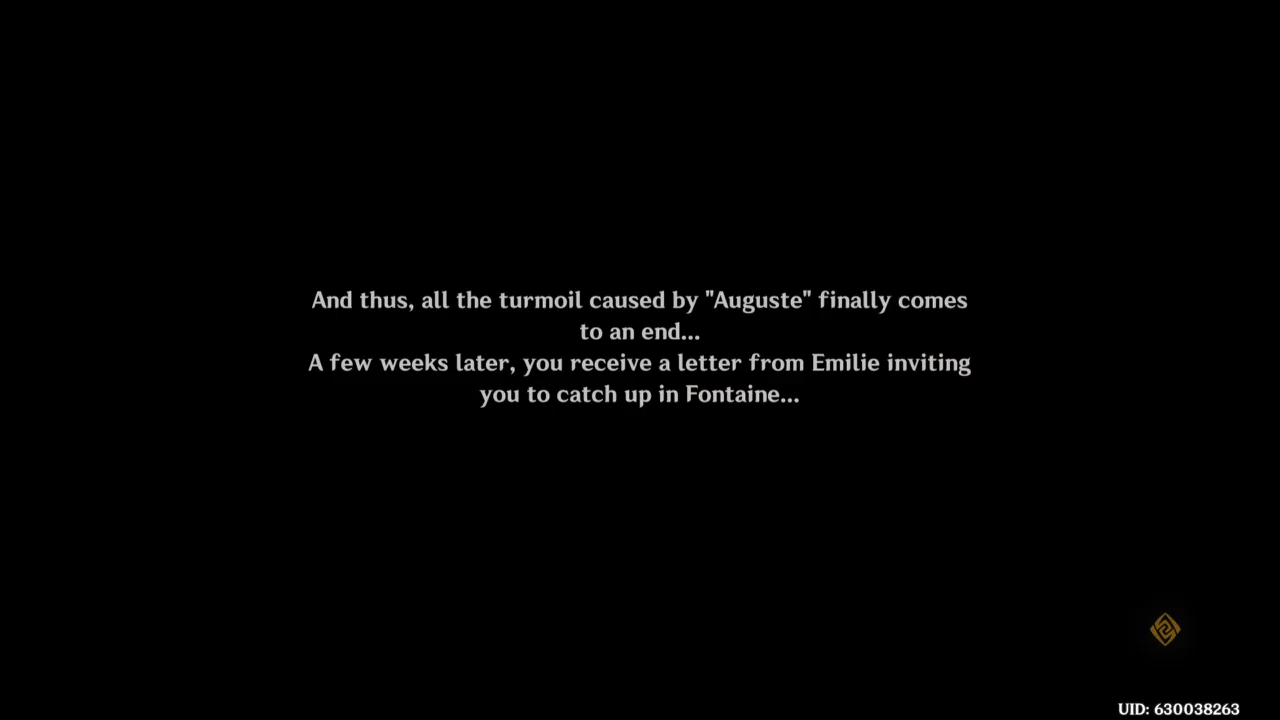 And thus, all the turmoil caused by "Auguste" finally comes
to an end...
A few weeks later, you receive a letter from Emilie inviting
you to catch up in Fontaine...
UID: 630038263